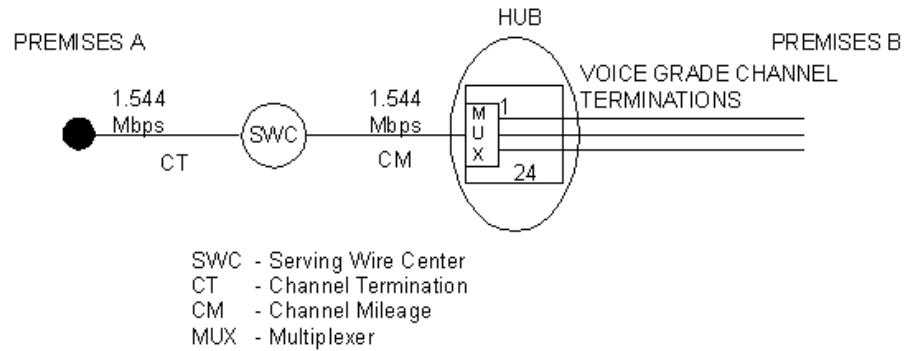 HUB
PREMISES A
PREMISES B
VOICE GRADE CHANNEL
TERMINATIONS
1.544
Mbps
SWC
CT
1.544
Mbps
CM
M
U
X
1
24
SWC - Serving Wire Center
CT - Channel Termination
CM - Channel Mileage
MUX - Multiplexer